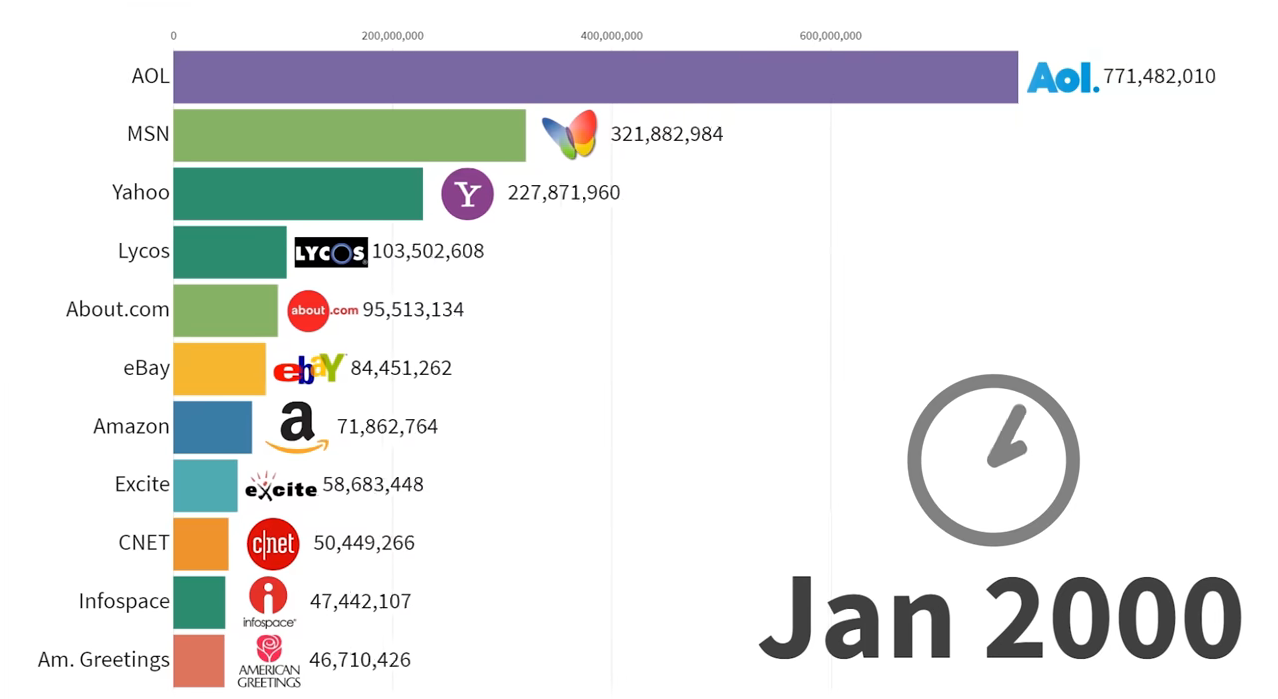 0 200,000,000 400,000,000 600,000,000
AOL Aol. 771,482,010
MSN 321,882,984
Yahoo Y 227,871,960
Lycos LYCOS 103,502,608
About.com about.com 95,513,134
eBay ebaY 84,451,262
Amazon a 71,862,764
Excite excite 58,683,448
CNET c|net 50,449,266
Infospace i infospace 47,442,107
Am. Greetings AMERICAN GREETINGS 46,710,426
Jan 2000